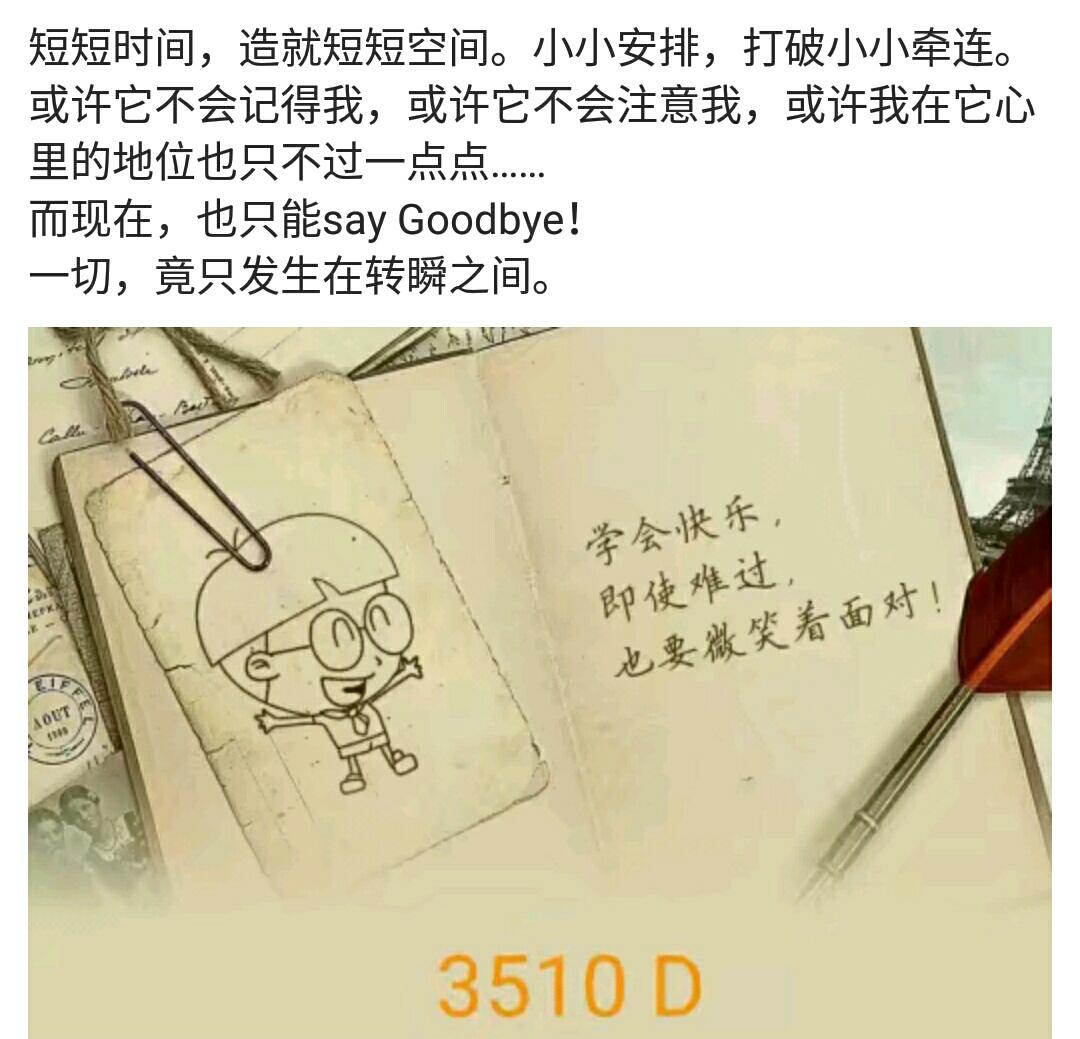 短短时间，造就短短空间。小小安排，打破小小牵连。
或许它不会记得我，或许它不会注意我，或许我在它心
里的地位也只不过一点点……
而现在，也只能say Goodbye！
一切，竟只发生在转瞬之间。
学会快乐，
即使难过，
也要微笑着面对！
EIFFEL
AOUT
3510 D